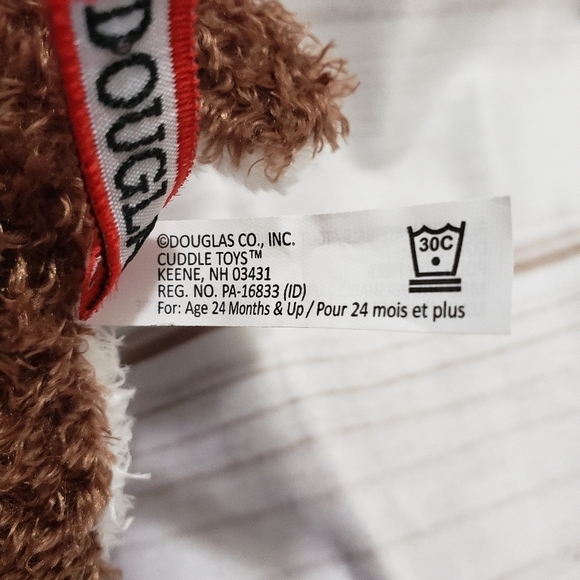 DOUGLA
©DOUGLAS CO., INC.
CUDDLE TOYS™
KEENE, NH 03431
REG. NO. PA-16833 (ID)
For: Age 24 Months & Up / Pour 24 mois et plus
30C